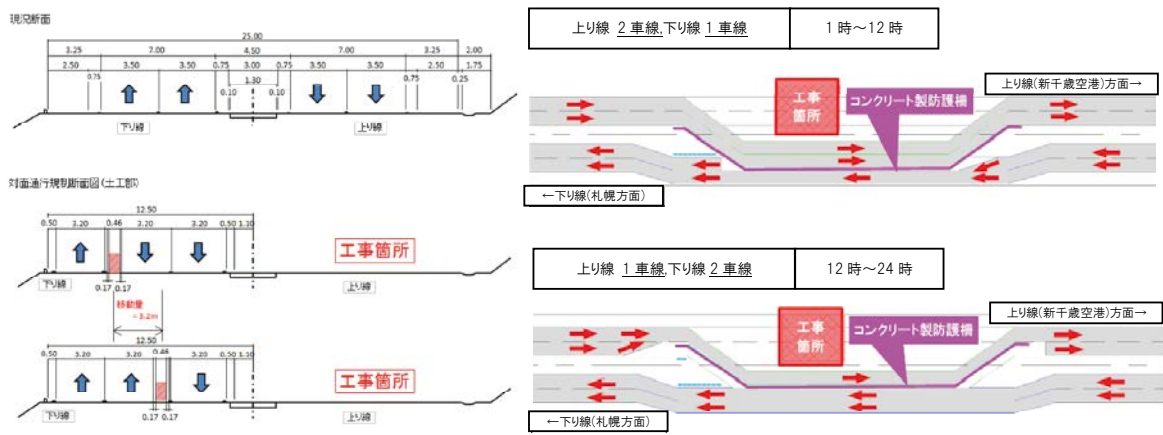 現況断面
25.00
3.25 7.00 4.50 7.00 3.25 2.00
2.50 3.50 3.50 0.75 3.00 0.75 3.50 3.50 2.50 1.75
0.75 1.30 0.75 0.25
0.10 0.10
下り線 上り線
対面通行規制断面図(土工部)
12.50
0.50 3.20 0.46 3.20 3.20 0.50 1.10
工事箇所
0.17 0.17
下り線 上り線
移動量
= 3.2m
12.50
0.50 3.20 3.20 0.46 3.20 0.50 1.10
工事箇所
0.17 0.17
下り線 上り線
上り線 2 車線,下り線 1 車線 1 時~12 時
上り線(新千歳空港)方面→
工事
箇所
コンクリート製防護柵
←下り線(札幌方面)
上り線 1 車線,下り線 2 車線 12 時~24 時
上り線(新千歳空港)方面→
工事
箇所
コンクリート製防護柵
←下り線(札幌方面)